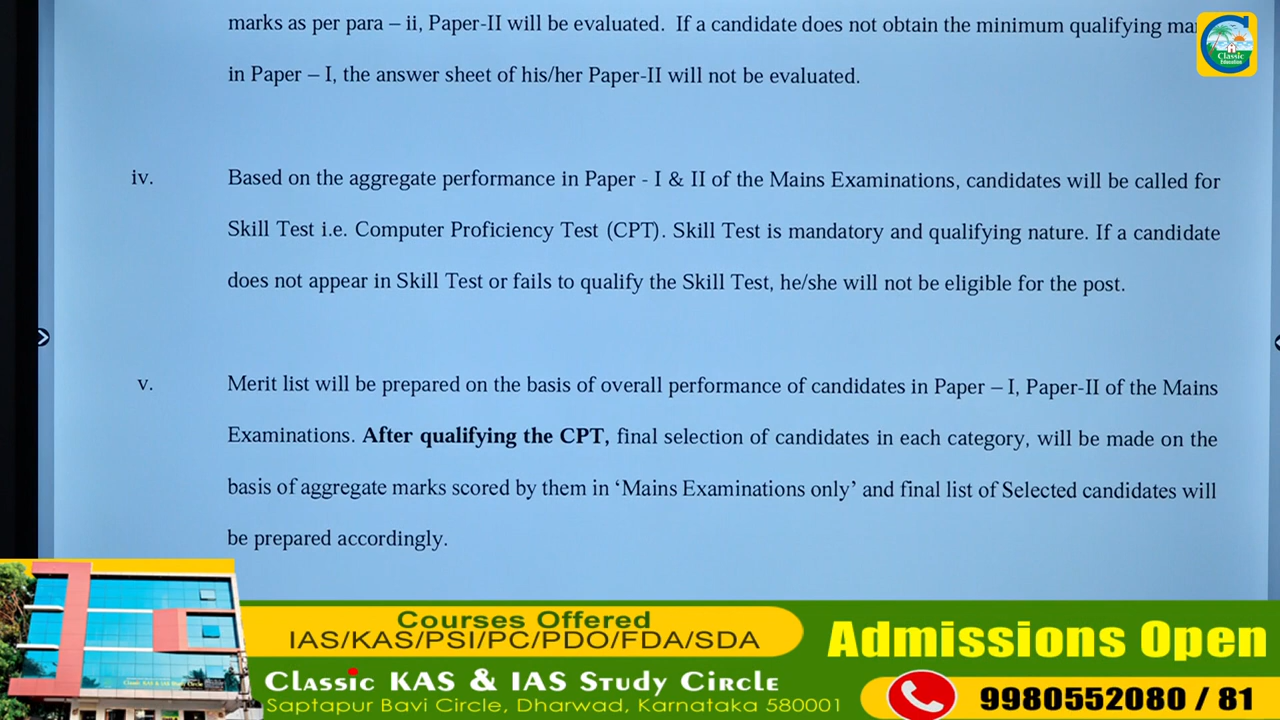 marks as per para – ii, Paper-II will be evaluated. If a candidate does not obtain the minimum qualifying
Classic
Education
in Paper – I, the answer sheet of his/her Paper-II will not be evaluated.
iv. Based on the aggregate performance in Paper - I & II of the Mains Examinations, candidates will be called for
Skill Test i.e. Computer Proficiency Test (CPT). Skill Test is mandatory and qualifying nature. If a candidate
does not appear in Skill Test or fails to qualify the Skill Test, he/she will not be eligible for the post.
v. Merit list will be prepared on the basis of overall performance of candidates in Paper – I, Paper-II of the Mains
Examinations. After qualifying the CPT, final selection of candidates in each category, will be made on the
basis of aggregate marks scored by them in ‘Mains Examinations only’ and final list of Selected candidates will
be prepared accordingly.
Classic KAS & IAS Study Circle
Courses Offered
IAS/KAS/PSI/PC/PDO/FDA/SDA
Classic KAS & IAS Study Circle
Saptapur Bavi Circle, Dharwad, Karnataka 580001
Admissions Open
9980552080 / 81